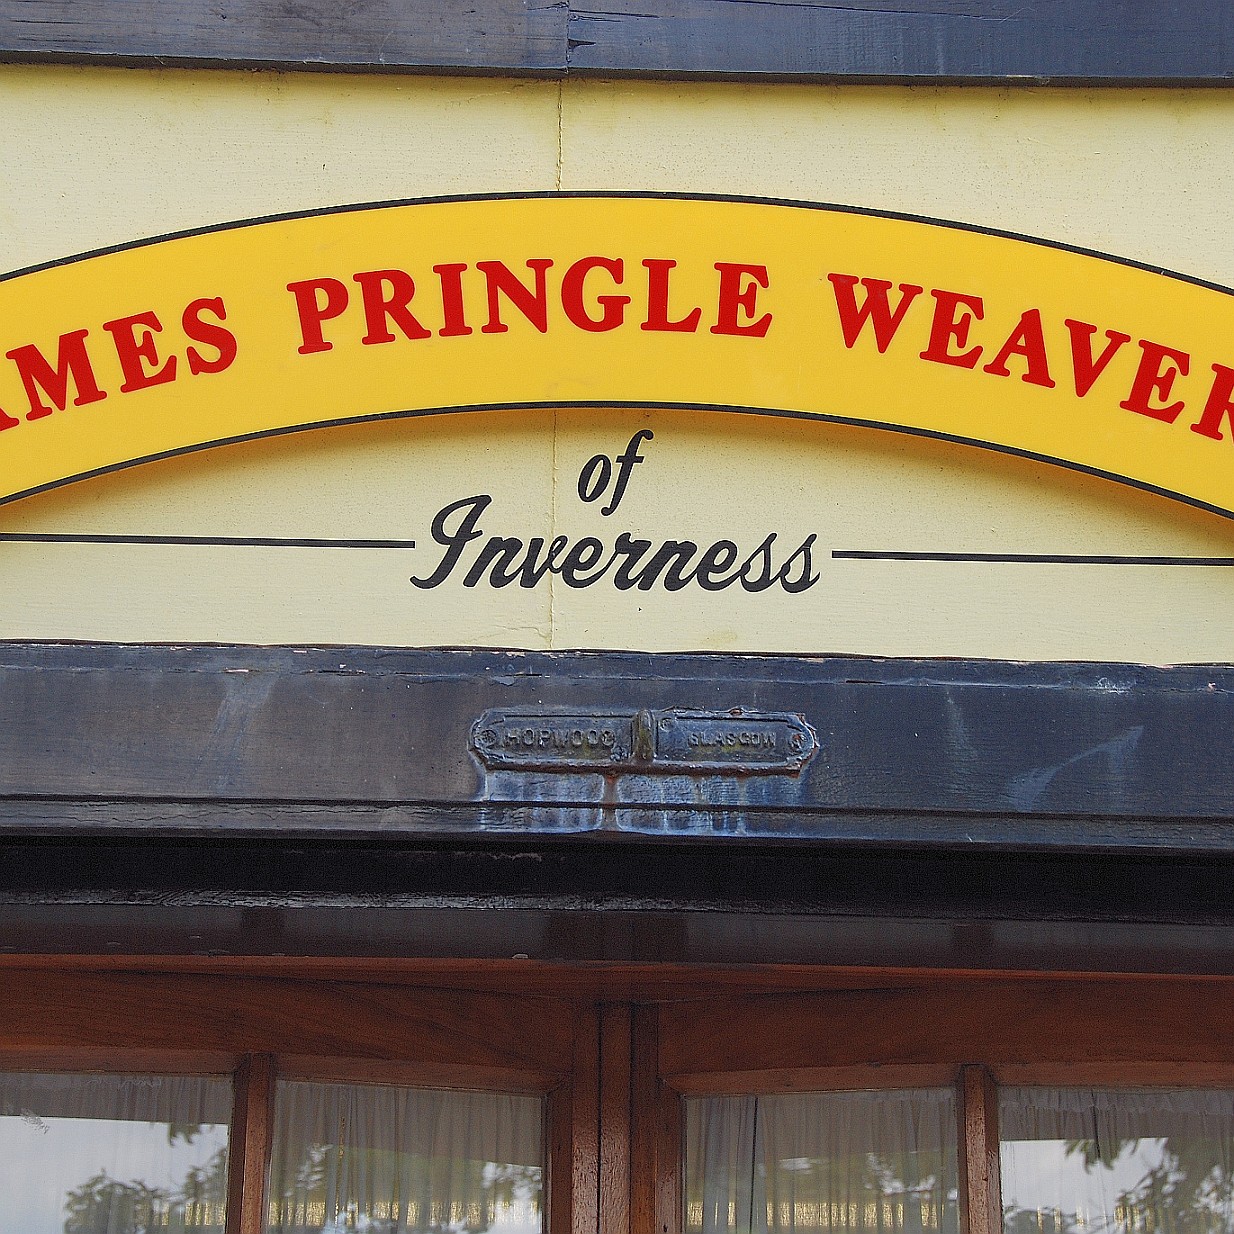 AMES PRINGLE WEAVER
of
Inverness
HOPWOOD GLASGOW